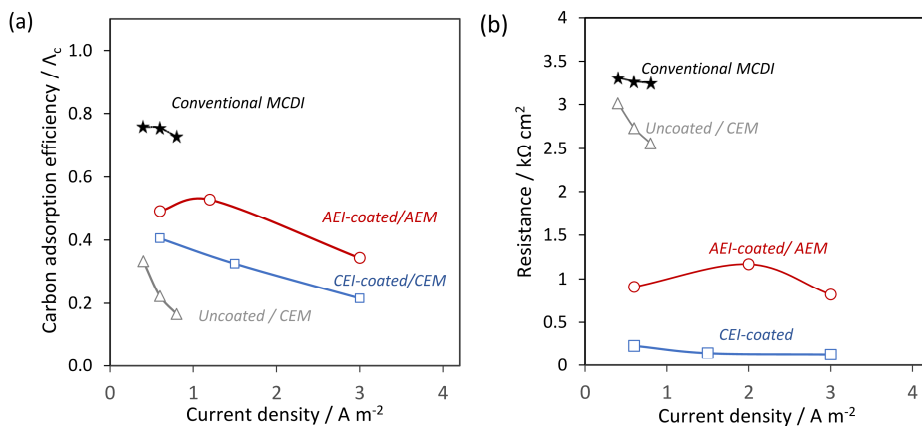 (a)
Carbon adsorption efficiency / Λc
1.0
0.8
0.6
0.4
0.2
0.0
Conventional MCDI
AEI-coated/AEM
CEI-coated/CEM
Uncoated / CEM
0 1 2 3 4
Current density / A m-2
(b)
Resistance / kΩ cm2
4
3.5
3
2.5
2
1.5
1
0.5
0
Conventional MCDI
Uncoated / CEM
AEI-coated/ AEM
CEI-coated
0 1 2 3 4
Current density / A m-2